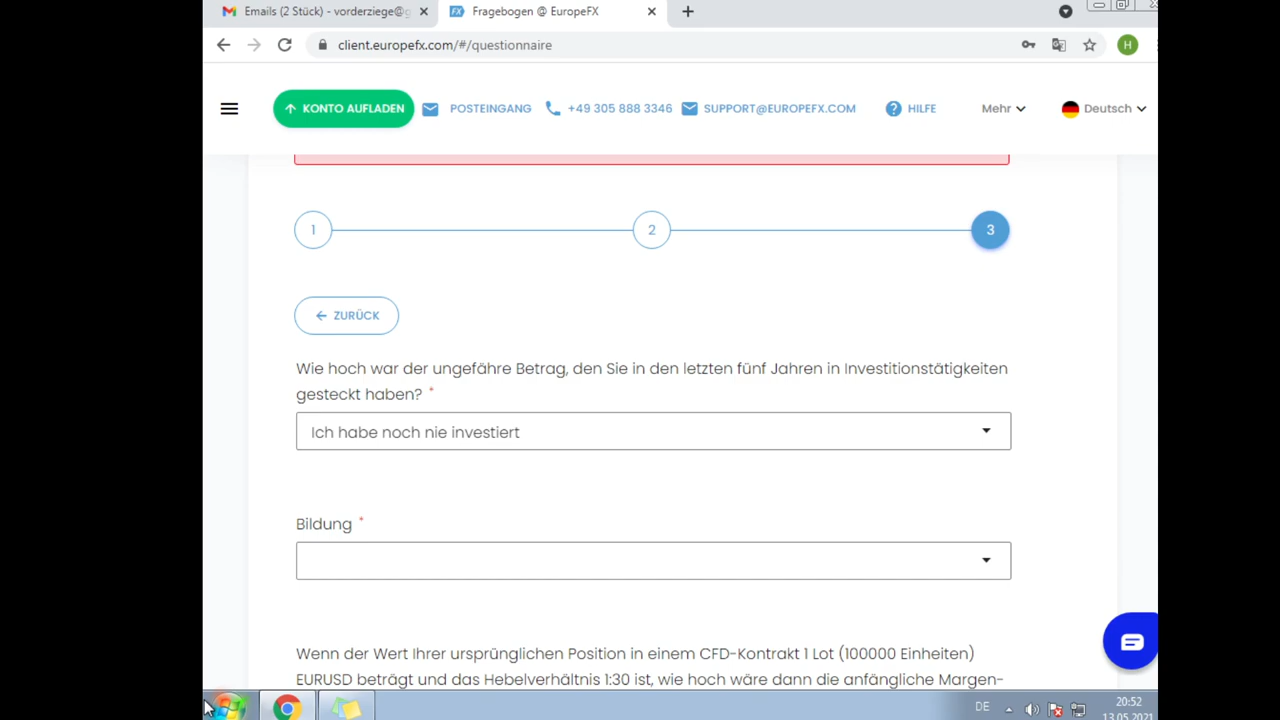 Emails (2 Stück) - vorderziege@g
Fragebogen @ EuropeFX
client.europefx.com/#/questionnaire
H
KONTO AUFLADEN
POSTEINGANG
+49 305 888 3346
SUPPORT@EUROPEFX.COM
HILFE
Mehr
Deutsch
1
2
3
ZURÜCK
Wie hoch war der ungefähre Betrag, den Sie in den letzten fünf Jahren in Investitionstätigkeiten
gesteckt haben? *
Ich habe noch nie investiert
Bildung *
Wenn der Wert Ihrer ursprünglichen Position in einem CFD-Kontrakt 1 Lot (100000 Einheiten)
EURUSD beträgt und das Hebelverhältnis 1:30 ist, wie hoch wäre dann die anfängliche Margen-
DE
20:52
13.05.2021